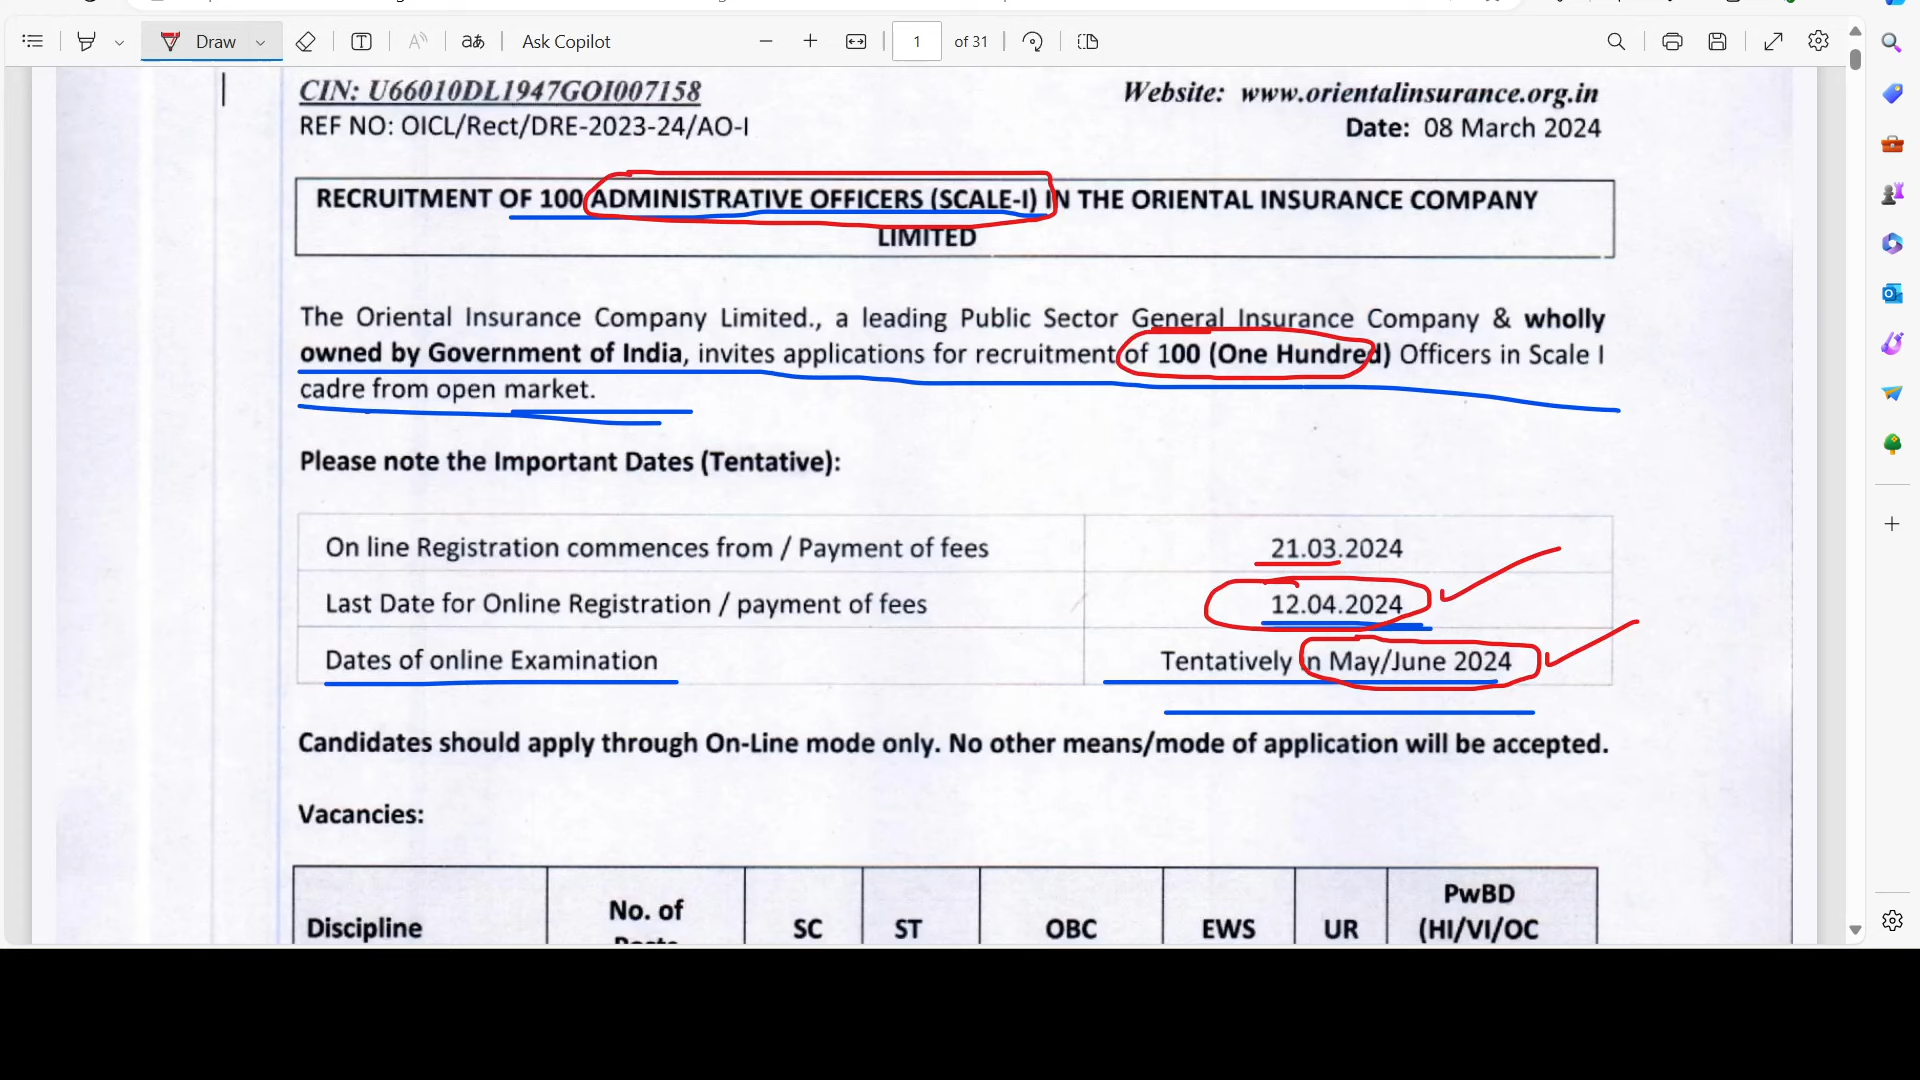 Draw
aあ
Ask Copilot
1
of 31
CIN: U66010DL1947GOI007158
Website: www.orientalinsurance.org.in
REF NO: OICL/Rect/DRE-2023-24/AO-I
Date: 08 March 2024
RECRUITMENT OF 100 ADMINISTRATIVE OFFICERS (SCALE-I) IN THE ORIENTAL INSURANCE COMPANY
LIMITED
The Oriental Insurance Company Limited., a leading Public Sector General Insurance Company & wholly
owned by Government of India, invites applications for recruitment of 100 (One Hundred) Officers in Scale I
cadre from open market.
Please note the Important Dates (Tentative):
On line Registration commences from / Payment of fees
21.03.2024
Last Date for Online Registration / payment of fees
12.04.2024
Dates of online Examination
Tentatively in May/June 2024
Candidates should apply through On-Line mode only. No other means/mode of application will be accepted.
Vacancies:
Discipline
No. of
SC
ST
OBC
EWS
UR
PwBD
(HI/VI/OC